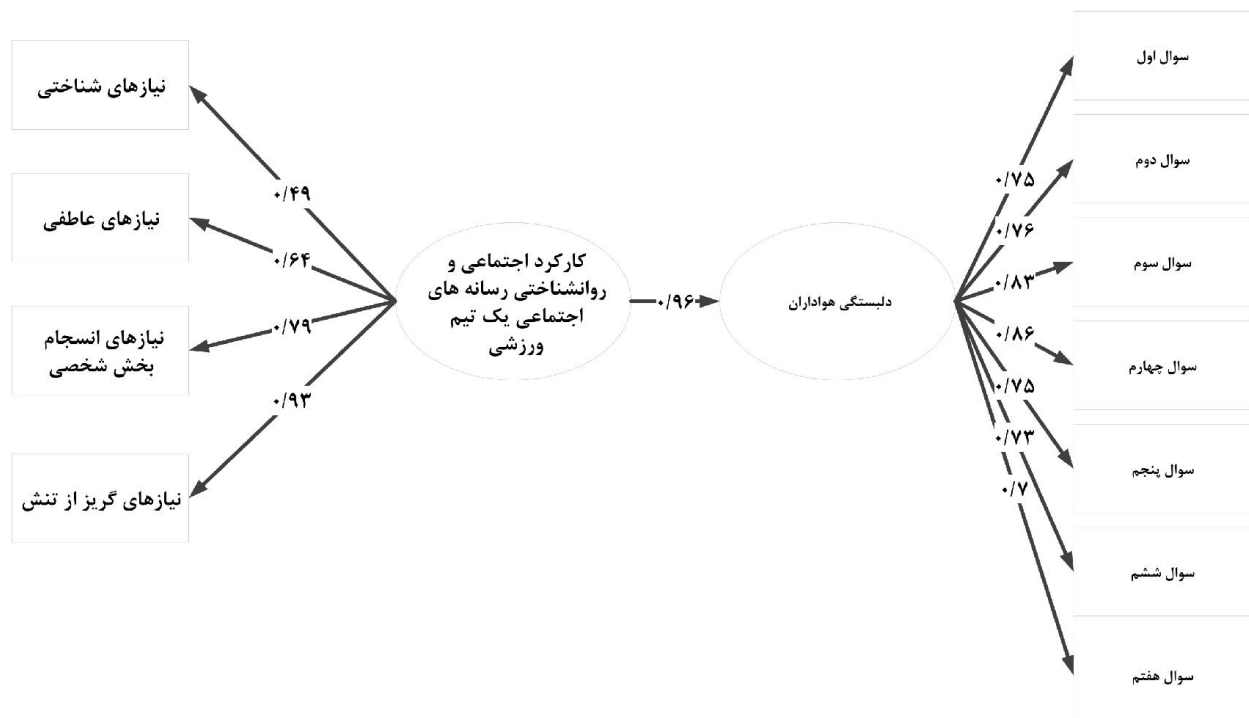 نیازهای شناختی
نیازهای عاطفی
نیازهای انسجام
بخش شخصی
نیازهای گریز از تنش
۰/۴۹
۰/۶۴
۰/۷۹
۰/۹۳
کارکرد اجتماعی و
روانشناختی رسانه های
اجتماعی یک تیم
ورزشی
۰/۹۶
دلبستگی هواداران
۰/۷۵
۰/۷۶
۰/۸۳
۰/۸۶
۰/۷۵
۰/۷۳
۰/۷
سوال اول
سوال دوم
سوال سوم
سوال چهارم
سوال پنجم
سوال ششم
سوال هفتم